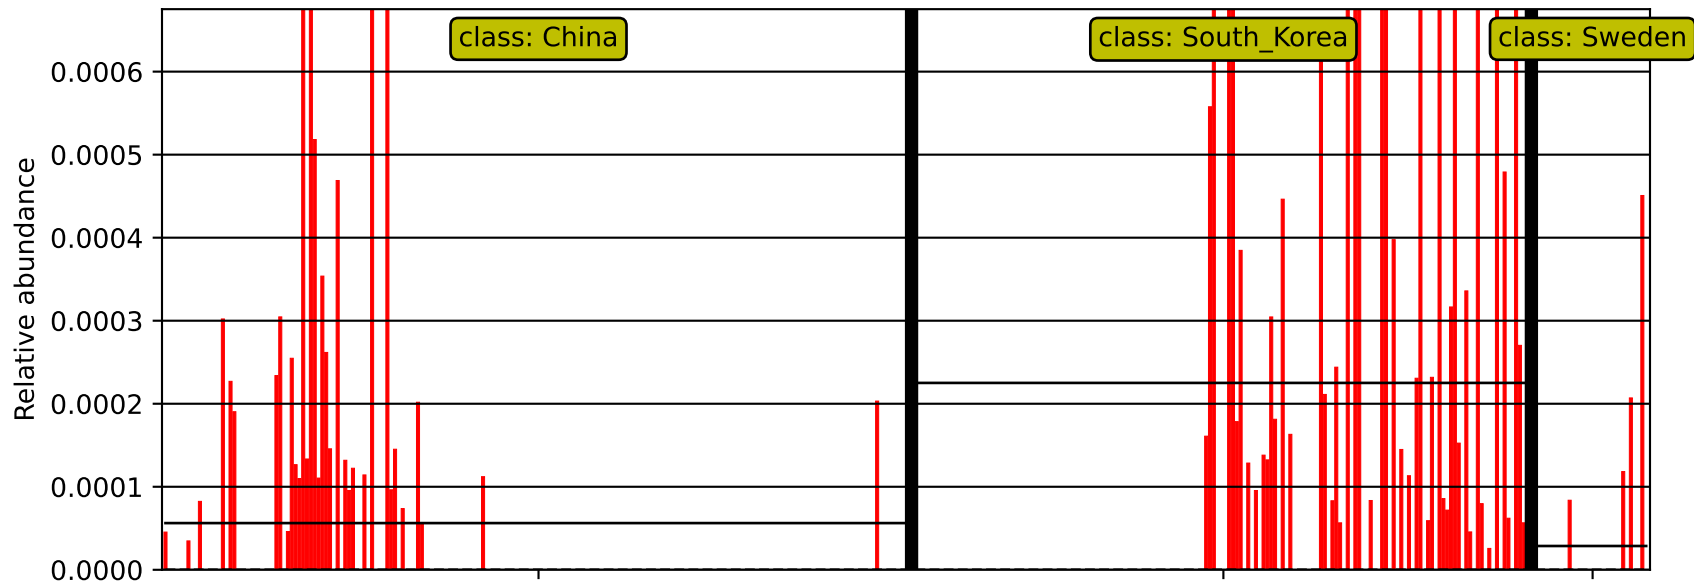 class: China
class: South_Korea
class: Sweden
0.0006
0.0005
0.0004
0.0003
0.0002
0.0001
0.0000
Relative abundance